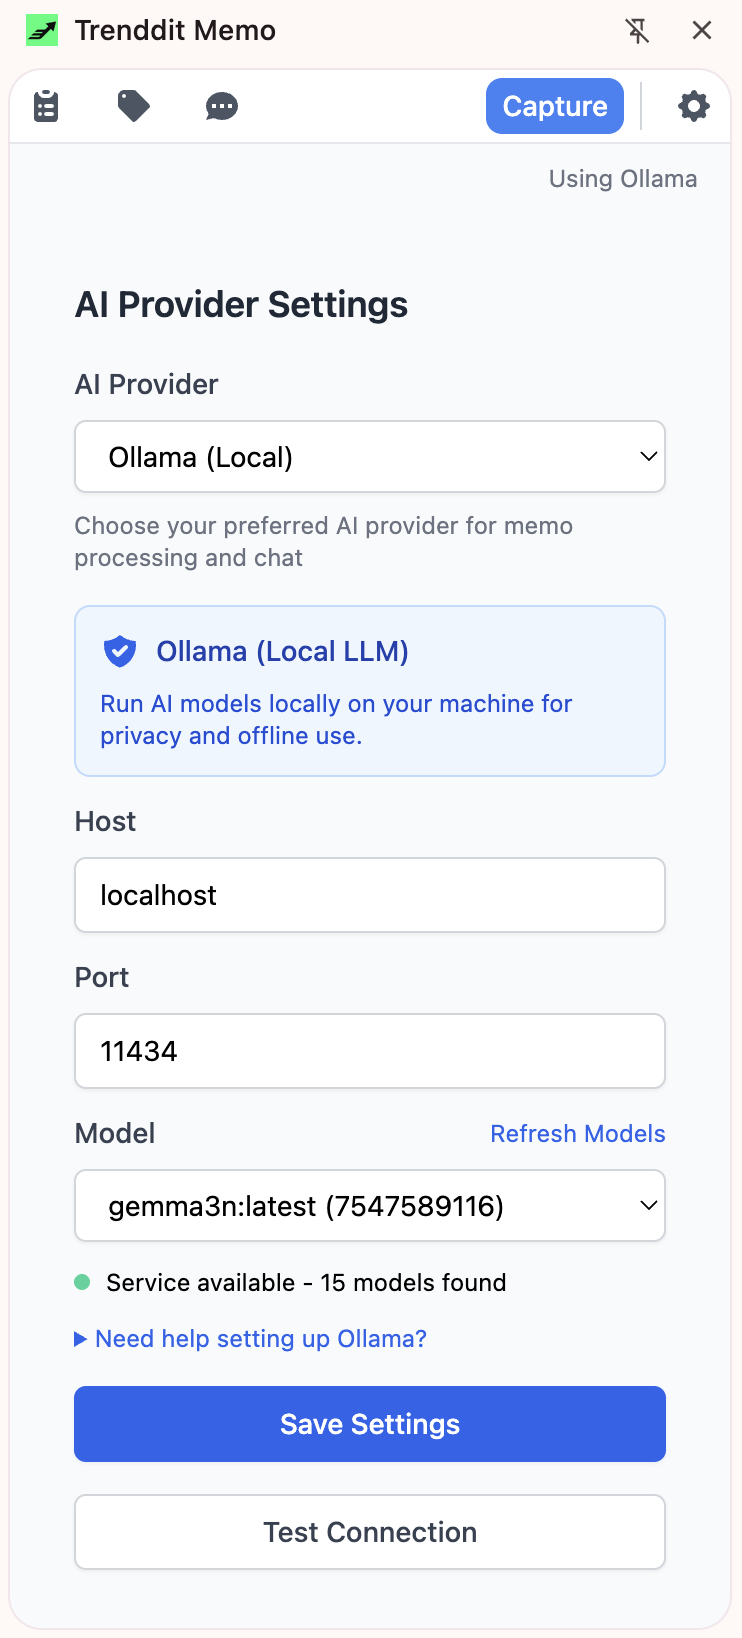 Trenddit Memo
Capture
Using Ollama
AI Provider Settings
AI Provider
Ollama (Local)
Choose your preferred AI provider for memo
processing and chat
Ollama (Local LLM)
Run AI models locally on your machine for
privacy and offline use.
Host
localhost
Port
11434
Model
Refresh Models
gemma3n:latest (7547589116)
Service available - 15 models found
Need help setting up Ollama?
Save Settings
Test Connection